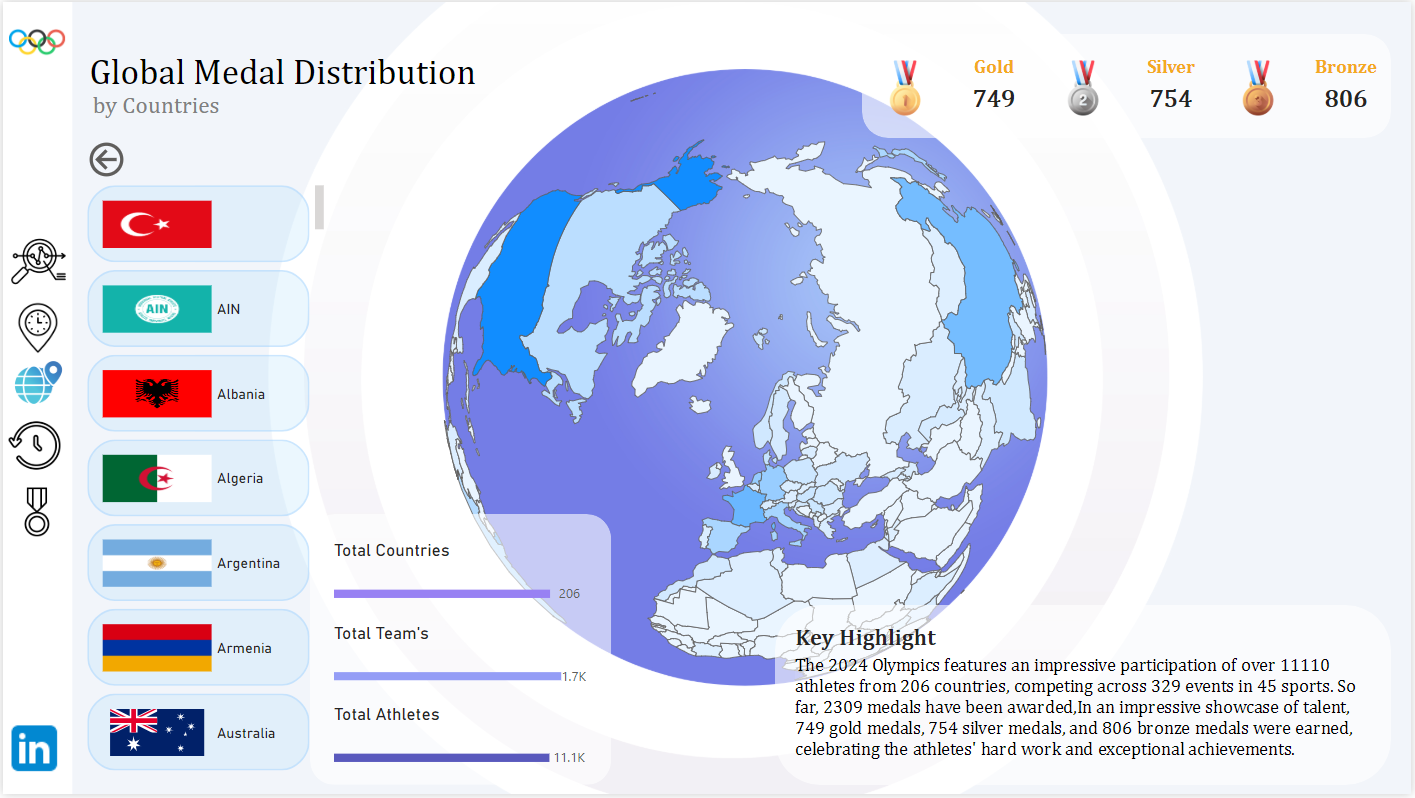 Global Medal Distribution
by Countries
Gold
749
2
Silver
754
Bronze
806
AIN
AIN
Albania
Algeria
Argentina
Armenia
Australia
Total Countries
206
Total Team's
1.7K
Total Athletes
11.1K
Key Highlight
The 2024 Olympics features an impressive participation of over 11110
athletes from 206 countries, competing across 329 events in 45 sports. So
far, 2309 medals have been awarded,In an impressive showcase of talent,
749 gold medals, 754 silver medals, and 806 bronze medals were earned,
celebrating the athletes' hard work and exceptional achievements.
in